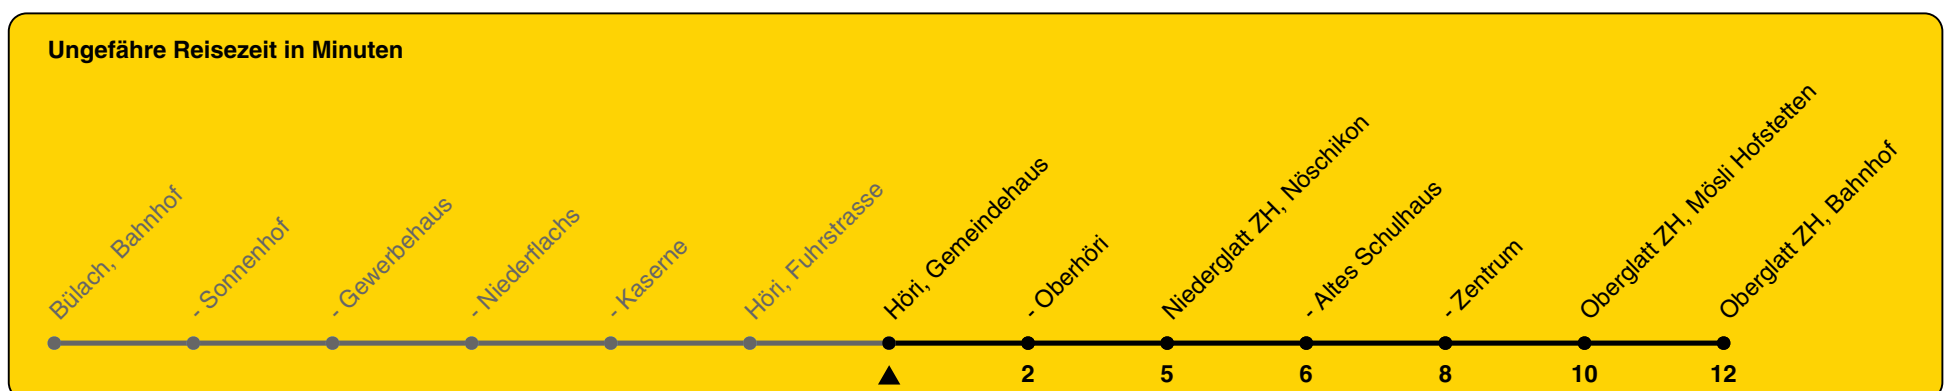 Ungefähre Reisezeit in Minuten
Bülach, Bahnhof
- Sonnenhof
- Gewerbehaus
- Niederflachs
- Kaserne
Höri, Fuhrstrasse
Höri, Gemeindehaus
- Oberhöri
Niederglatt ZH, Nöschikon
- Altes Schulhaus
- Zentrum
Oberglatt ZH, Mösli Hofstetten
Oberglatt ZH, Bahnhof
2 5 6 8 10 12